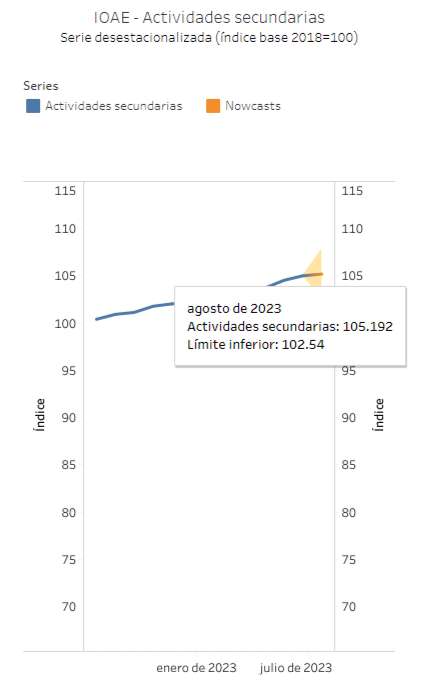 IOAE - Actividades secundarias
Serie desestacionalizada (índice base 2018=100)
Series
Actividades secundarias
Nowcasts
115
115
110
110
105
105
agosto de 2023
Actividades secundarias: 105.192
Límite inferior: 102.54
100
95
95
90
90
Índice
Índice
85
85
80
80
75
75
70
70
enero de 2023
julio de 2023